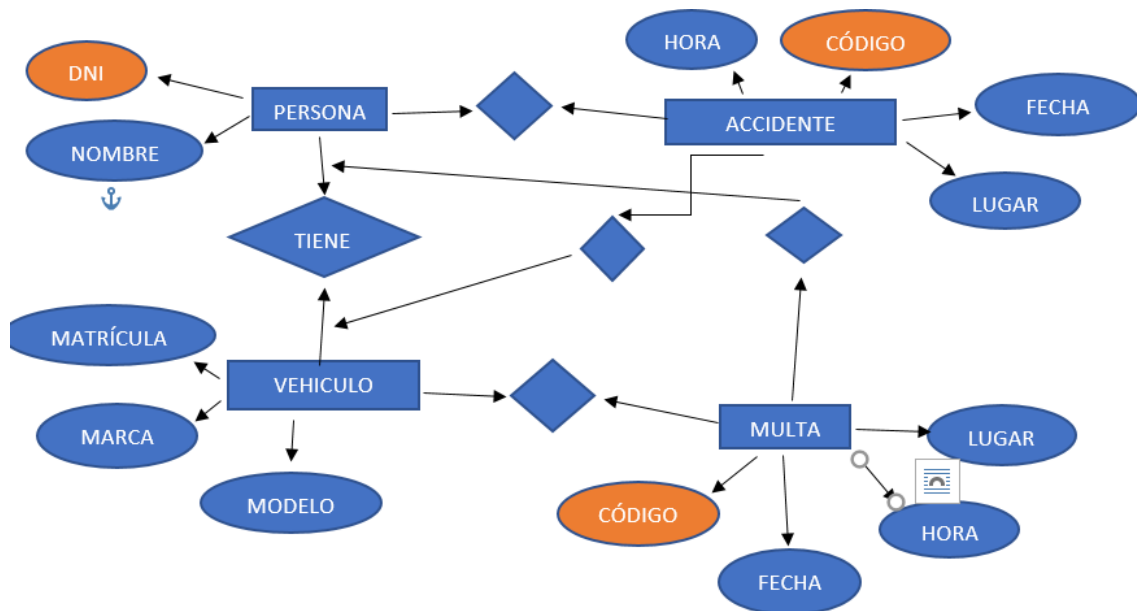 HORA
CÓDIGO
DNI
PERSONA
ACCIDENTE
FECHA
NOMBRE
LUGAR
TIENE
MATRÍCULA
VEHICULO
MARCA
MULTA
LUGAR
MODELO
CÓDIGO
HORA
FECHA